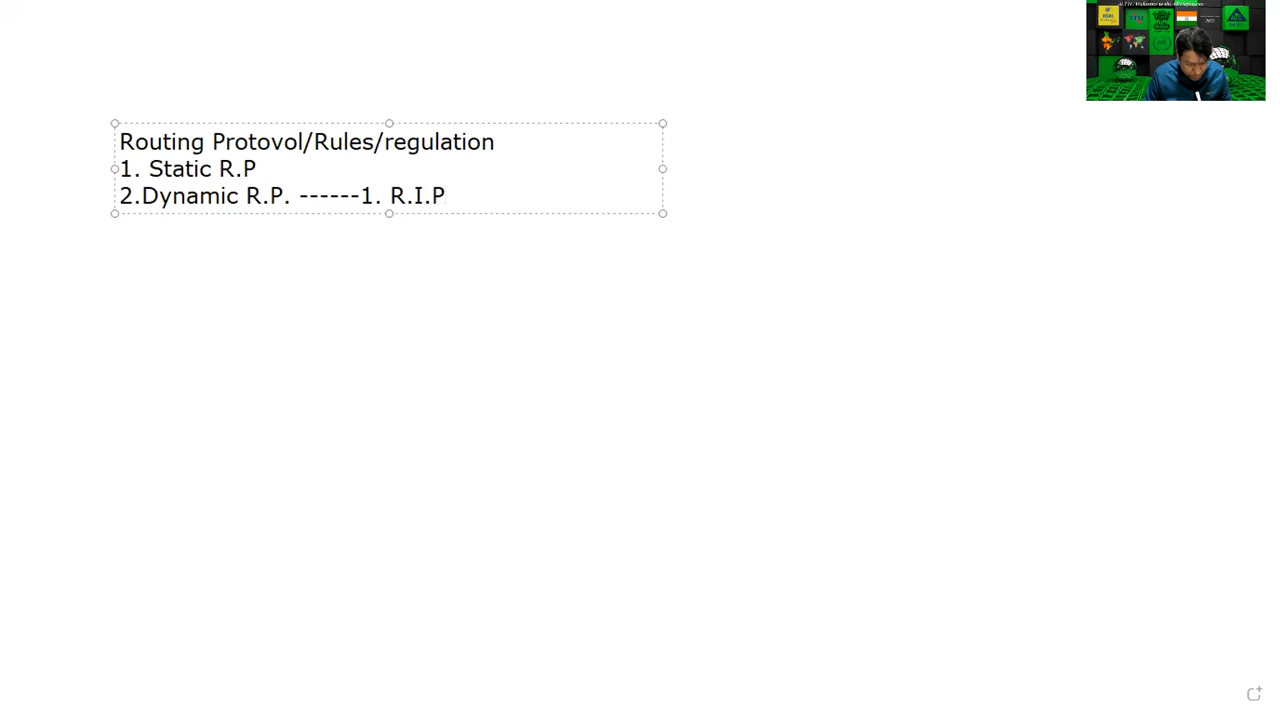 Routing Protovol/Rules/regulation
1. Static R.P
2.Dynamic R.P. ------1. R.I.P